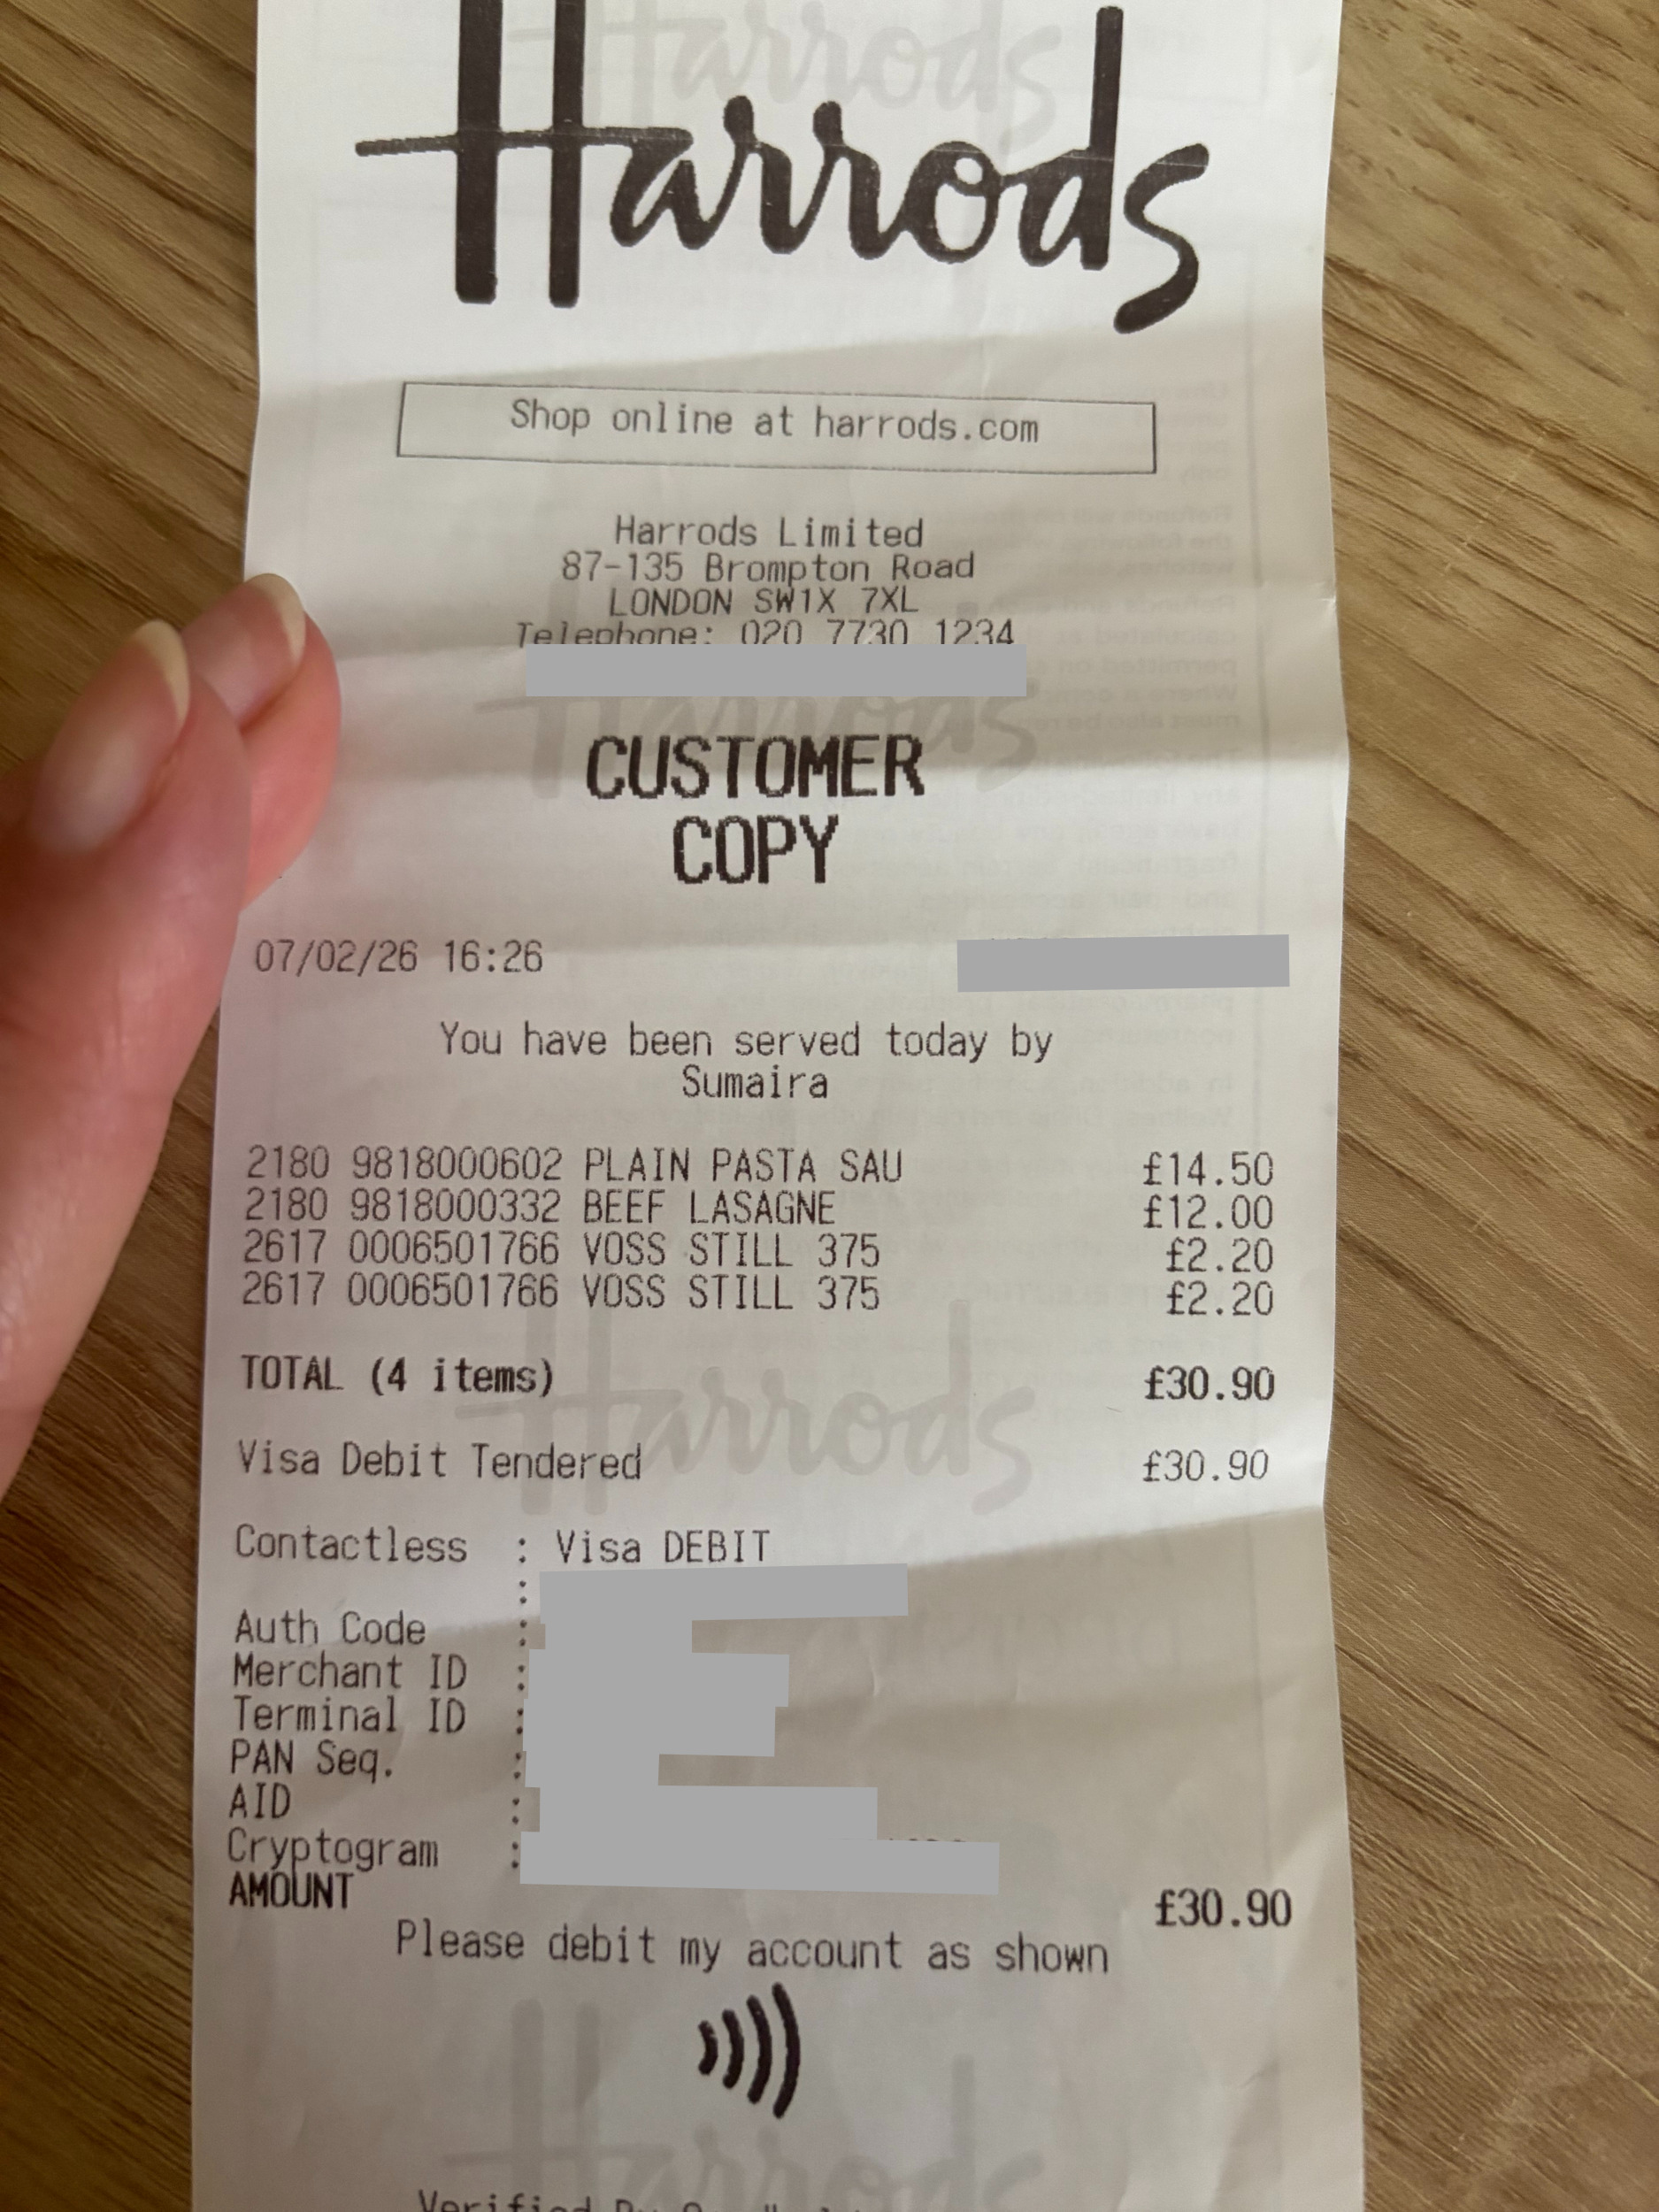 Harrods
Shop online at harrods.com
Harrods Limited
87-135 Brompton Road
LONDON SW1X 7XL
Telephone: 020 7730 1234
CUSTOMER
COPY
07/02/26 16:26
You have been served today by
Sumaira
2180 9818000602 PLAIN PASTA SAU £14.50
2180 9818000332 BEEF LASAGNE £12.00
2617 0006501766 VOSS STILL 375 £2.20
2617 0006501766 VOSS STILL 375 £2.20
TOTAL (4 items) £30.90
Visa Debit Tendered £30.90
Contactless : Visa DEBIT
:
Auth Code :
Merchant ID :
Terminal ID :
PAN Seq. :
AID :
Cryptogram :
AMOUNT £30.90
Please debit my account as shown
Verified By